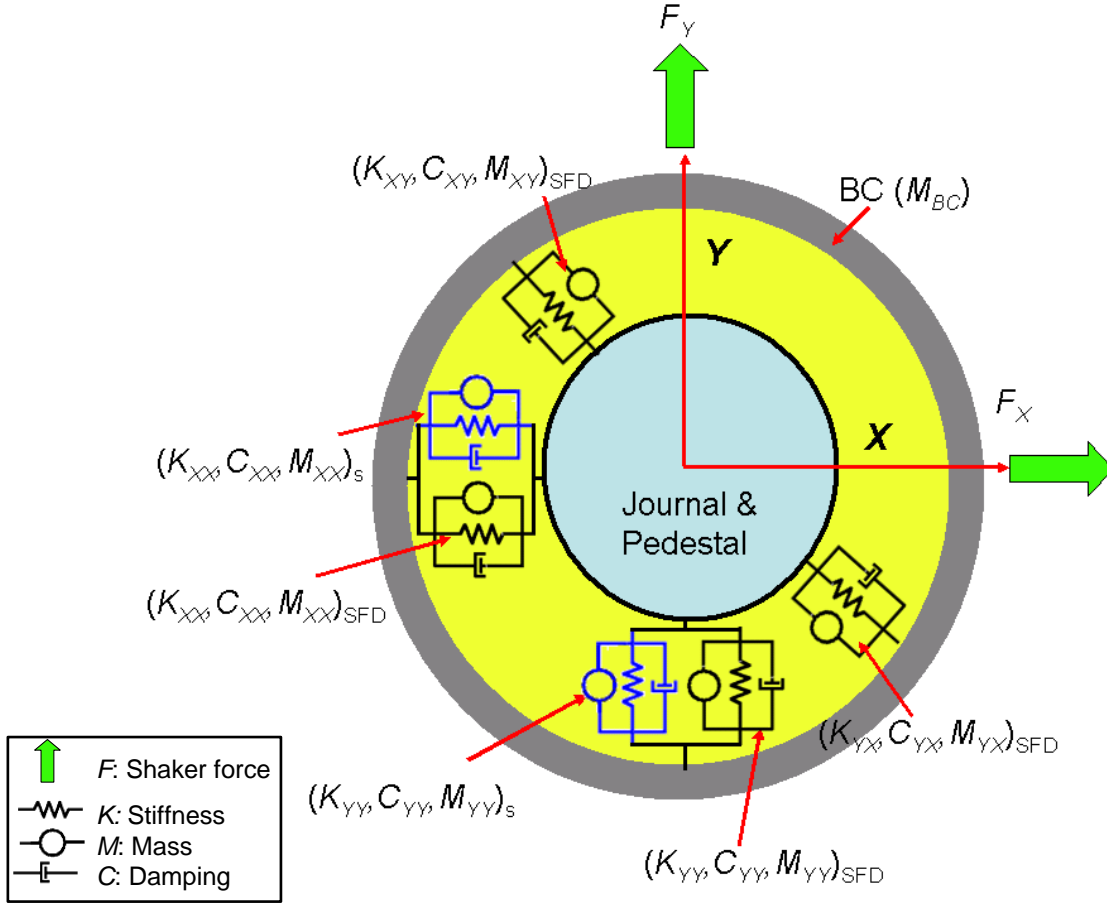 F_Y
(K_XY, C_XY, M_XY)_SFD
BC (M_BC)
Y
F_X
X
(K_XX, C_XX, M_XX)_s
Journal &
Pedestal
(K_XX, C_XX, M_XX)_SFD
(K_YX, C_YX, M_YX)_SFD
(K_YY, C_YY, M_YY)_s
(K_YY, C_YY, M_YY)_SFD
F: Shaker force
K: Stiffness
M: Mass
C: Damping